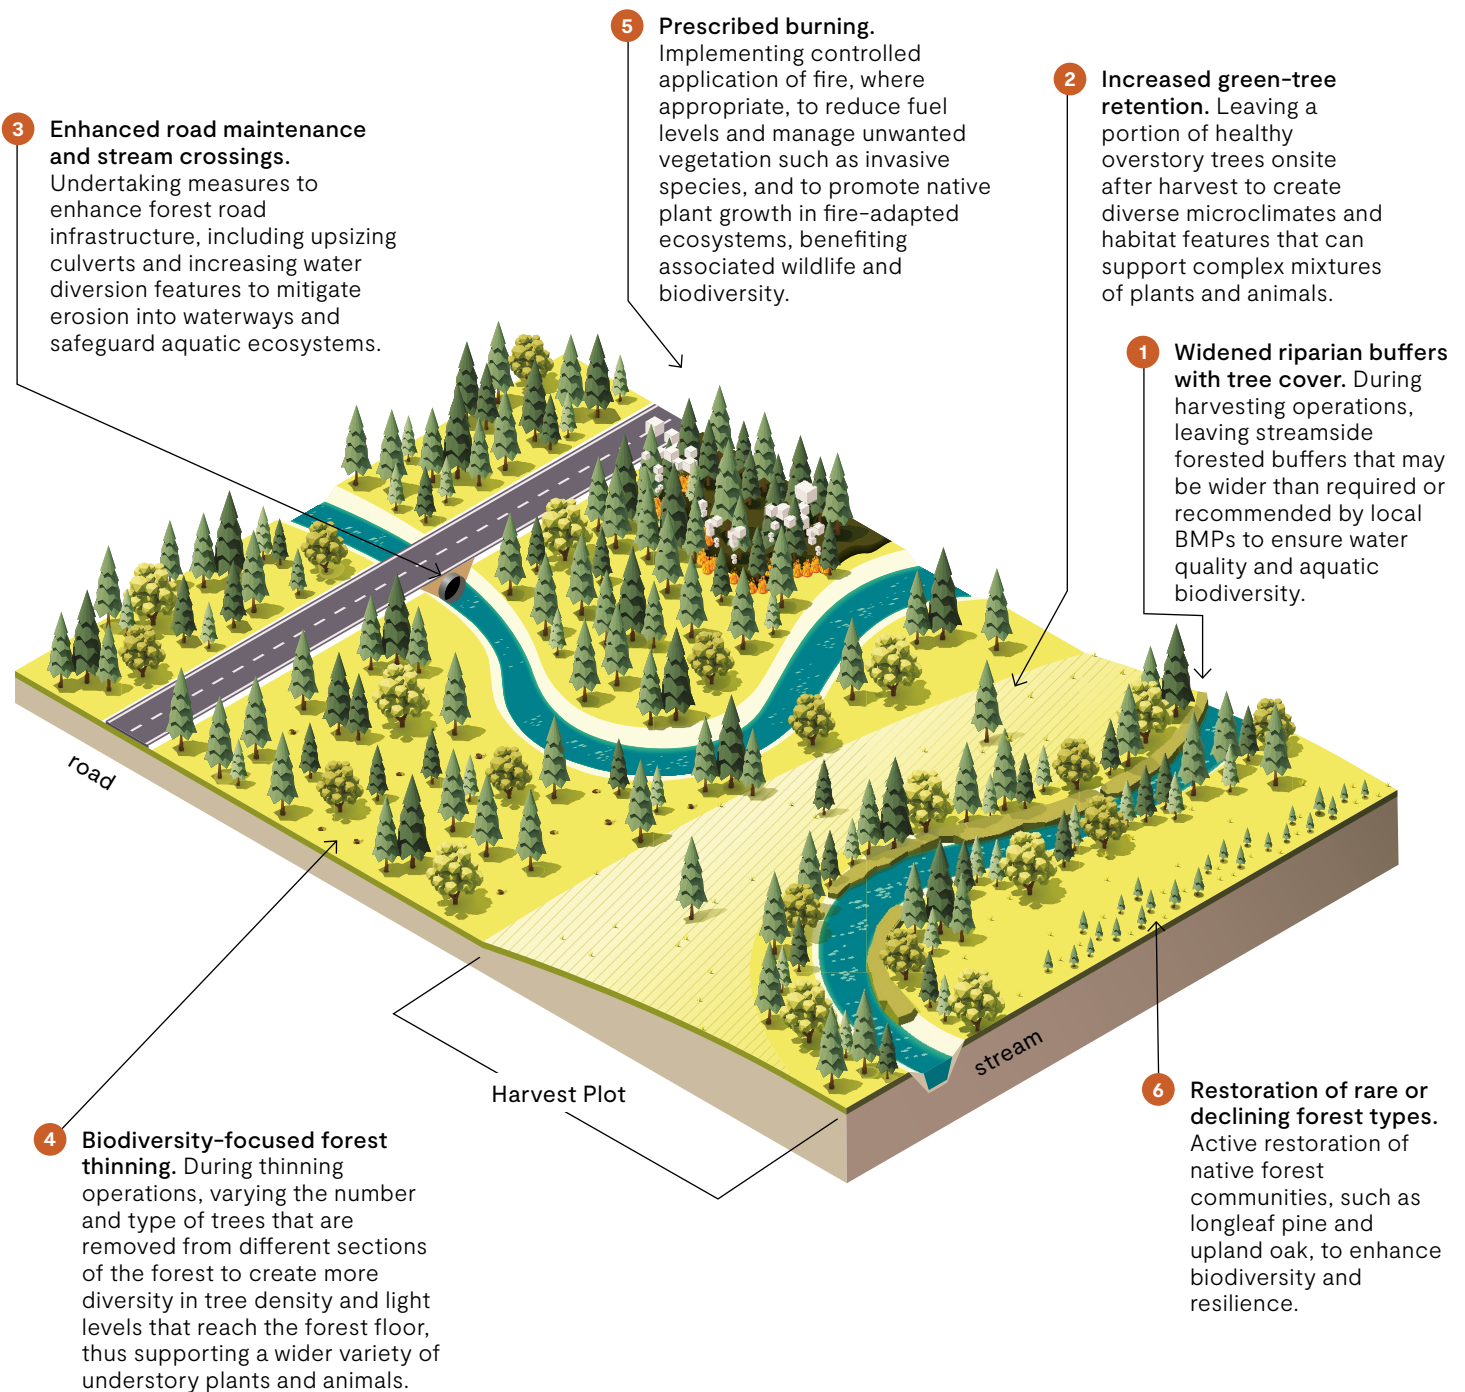 5
Prescribed burning.
Implementing controlled
application of fire, where
appropriate, to reduce fuel
levels and manage unwanted
vegetation such as invasive
species, and to promote native
plant growth in fire-adapted
ecosystems, benefiting
associated wildlife and
biodiversity.
2
Increased green-tree
retention. Leaving a
portion of healthy
overstory trees onsite
after harvest to create
diverse microclimates and
habitat features that can
support complex mixtures
of plants and animals.
3
Enhanced road maintenance
and stream crossings.
Undertaking measures to
enhance forest road
infrastructure, including upsizing
culverts and increasing water
diversion features to mitigate
erosion into waterways and
safeguard aquatic ecosystems.
1
Widened riparian buffers
with tree cover. During
harvesting operations,
leaving streamside
forested buffers that may
be wider than required or
recommended by local
BMPs to ensure water
quality and aquatic
biodiversity.
road
stream
Harvest Plot
4
Biodiversity-focused forest
thinning. During thinning
operations, varying the number
and type of trees that are
removed from different sections
of the forest to create more
diversity in tree density and light
levels that reach the forest floor,
thus supporting a wider variety of
understory plants and animals.
6
Restoration of rare or
declining forest types.
Active restoration of
native forest
communities, such as
longleaf pine and
upland oak, to enhance
biodiversity and
resilience.